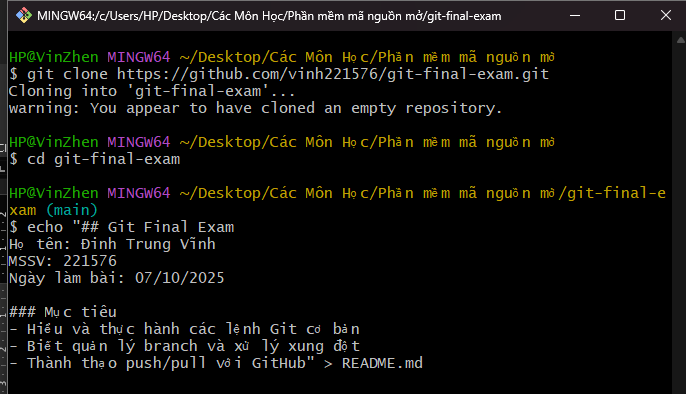 MINGW64:/c/Users/HP/Desktop/Các Môn Học/Phần mềm mã nguồn mở/git-final-exam
HP@VinZhen MINGW64 ~/Desktop/Các Môn Học/Phần mềm mã nguồn mở
$ git clone https://github.com/vinh221576/git-final-exam.git
Cloning into 'git-final-exam'...
warning: You appear to have cloned an empty repository.
HP@VinZhen MINGW64 ~/Desktop/Các Môn Học/Phần mềm mã nguồn mở
$ cd git-final-exam
HP@VinZhen MINGW64 ~/Desktop/Các Môn Học/Phần mềm mã nguồn mở/git-final-e
xam (main)
$ echo "## Git Final Exam
Họ tên: Đinh Trung Vĩnh
MSSV: 221576
Ngày làm bài: 07/10/2025
### Mục tiêu
- Hiểu và thực hành các lệnh Git cơ bản
- Biết quản lý branch và xử lý xung đột
- Thành thạo push/pull với GitHub" > README.md